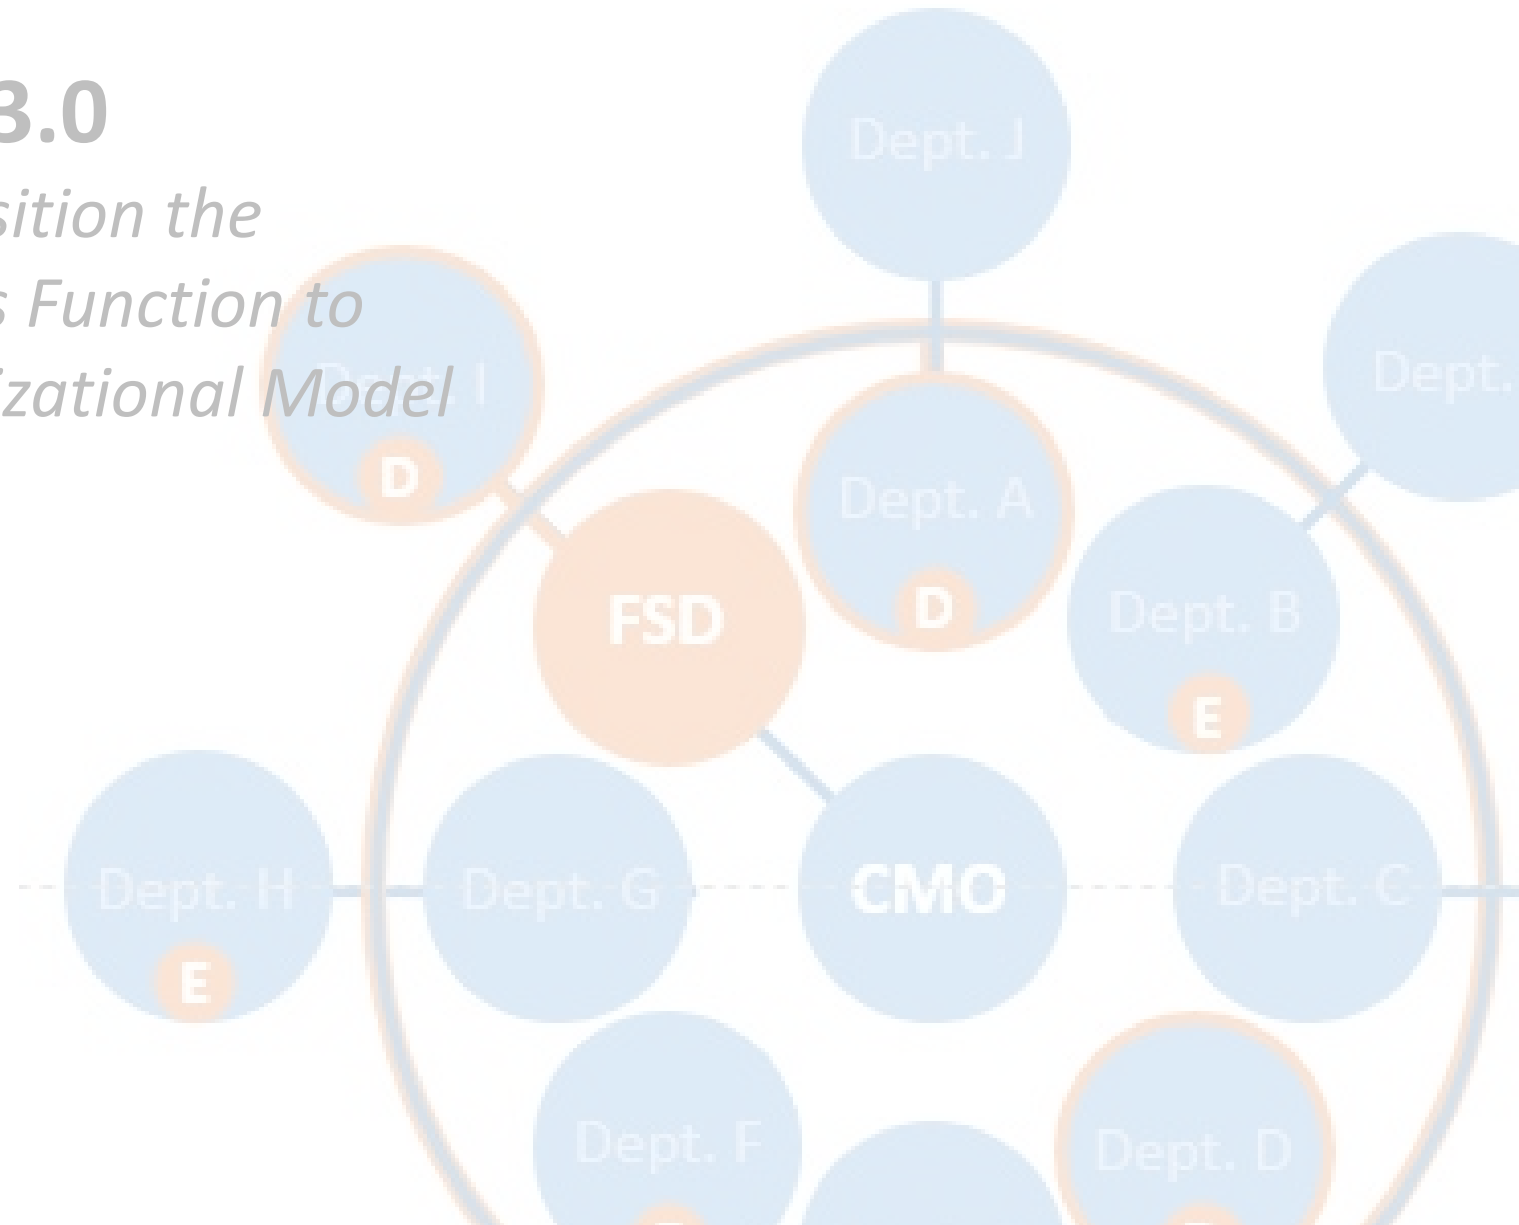 3.0
sition the
s Function to
izational Model
Dept. J
Dept. I
D
Dept.
Dept. A
D
FSD
Dept. B
E
Dept. H
E
Dept. G
CMO
Dept. C
Dept. F
Dept. D